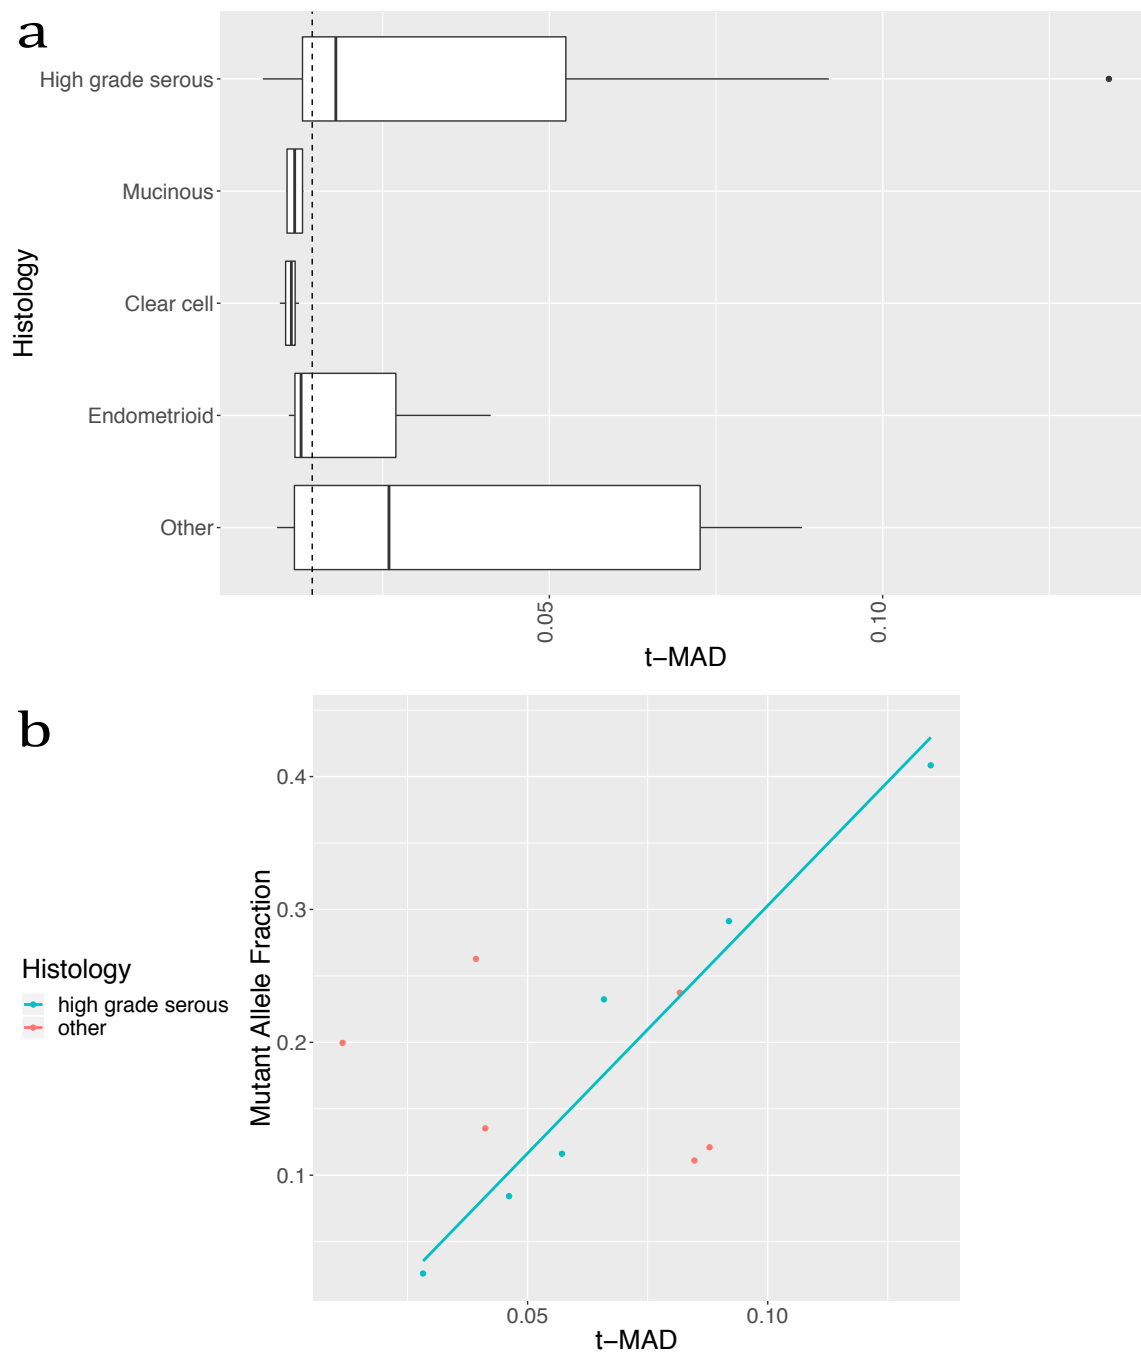 a
High grade serous
Mucinous
Clear cell
Endometrioid
Other
Histology
0.05
0.10
t−MAD
b
0.4
0.3
0.2
0.1
Mutant Allele Fraction
Histology
high grade serous
other
0.05
0.10
t−MAD